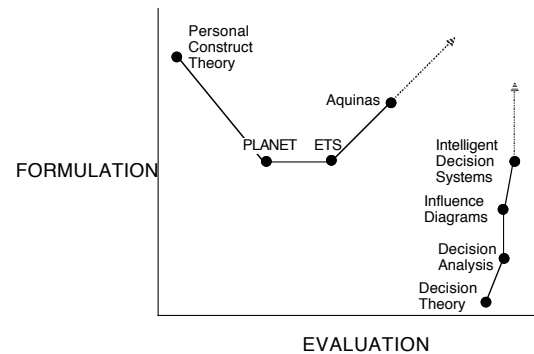 Personal
Construct
Theory
PLANET
ETS
Aquinas
Intelligent
Decision
Systems
Influence
Diagrams
Decision
Analysis
Decision
Theory
FORMULATION
EVALUATION